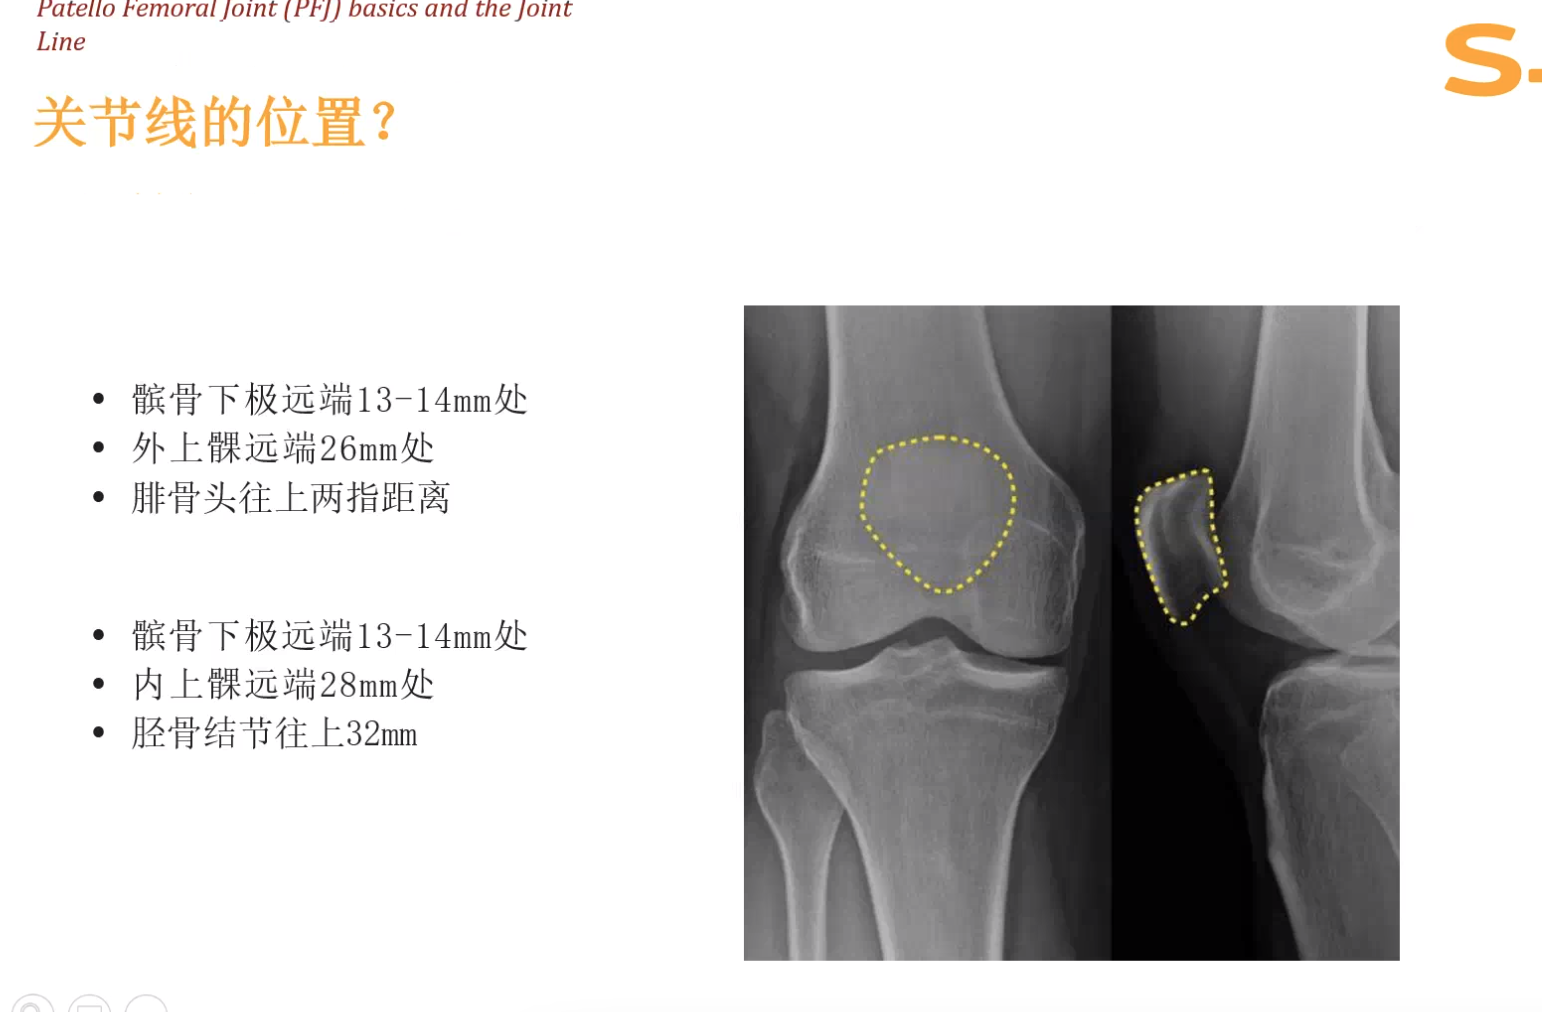 Patello Femoral Joint (PFJ) basics and the Joint
Line
S
关节线的位置？
• 髌骨下极远端13-14mm处
• 外上髁远端26mm处
• 腓骨头往上两指距离
• 髌骨下极远端13-14mm处
• 内上髁远端28mm处
• 胫骨结节往上32mm